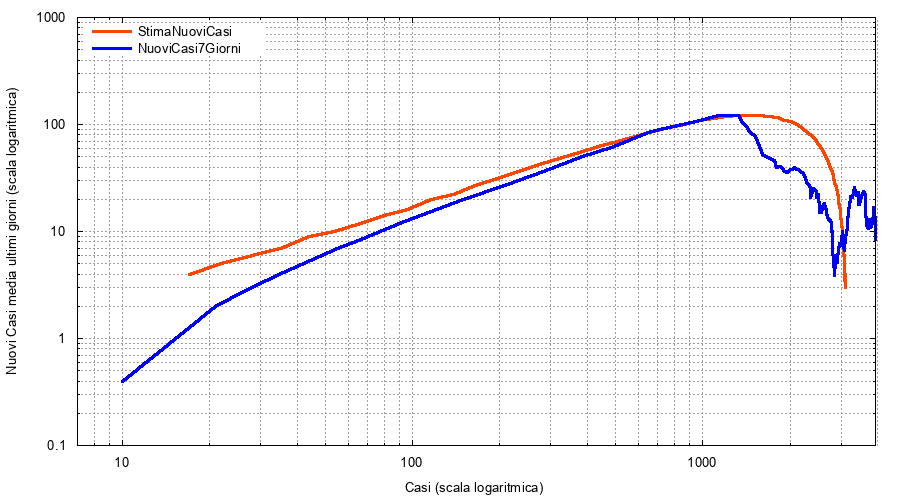 1000
StimaNuoviCasi
NuoviCasi7Giorni
100
10
1
0.1
Nuovi Casi media ultimi giorni (scala logaritmica)
10
100
1000
Casi (scala logaritmica)